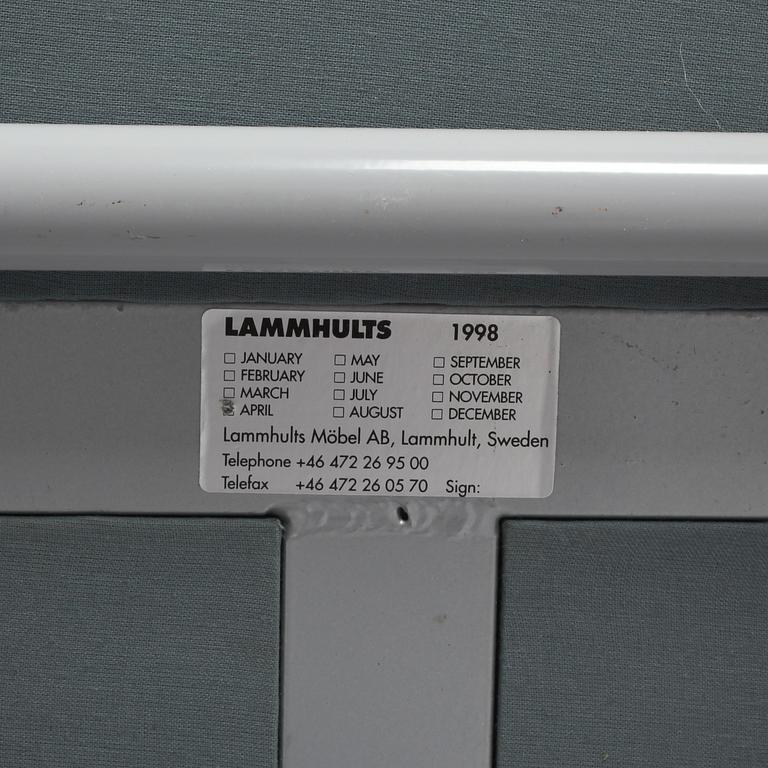 LAMMHULTS 1998
☐ JANUARY ☐ MAY ☐ SEPTEMBER
☐ FEBRUARY ☐ JUNE ☐ OCTOBER
☐ MARCH ☐ JULY ☐ NOVEMBER
☒ APRIL ☐ AUGUST ☐ DECEMBER
Lammhults Möbel AB, Lammhult, Sweden
Telephone +46 472 26 95 00
Telefax +46 472 26 05 70 Sign: